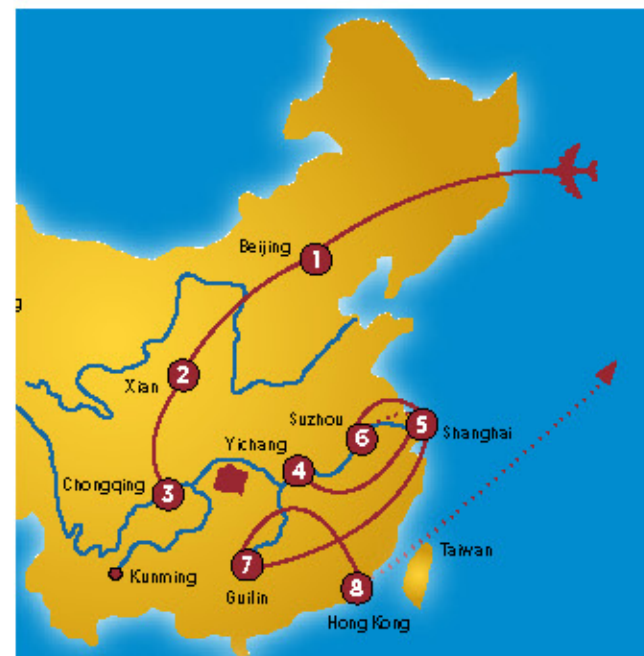 Beijing
1
g
2
Xian
Suzhou
5
6
Shanghai
Yichang
4
Chongqing
3
Taiwan
7
Kunming
8
Guilin
Hong Kong